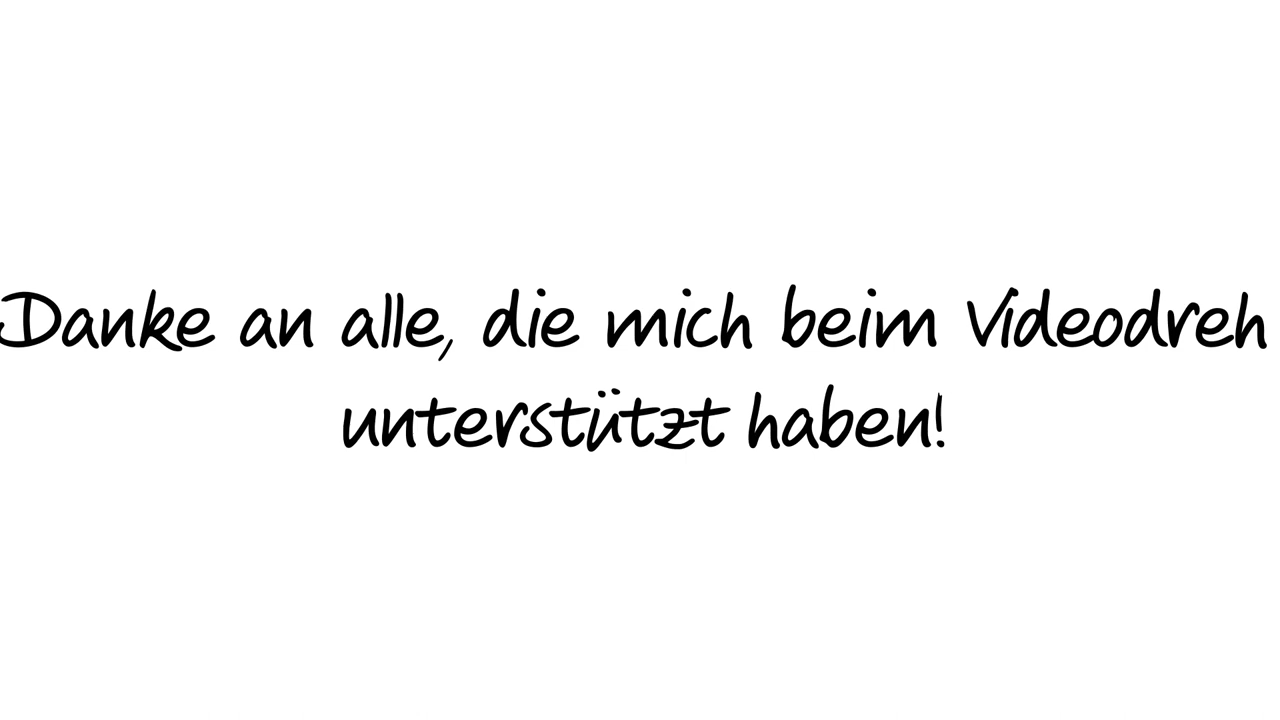 Danke an alle, die mich beim Videodreh
unterstützt haben!